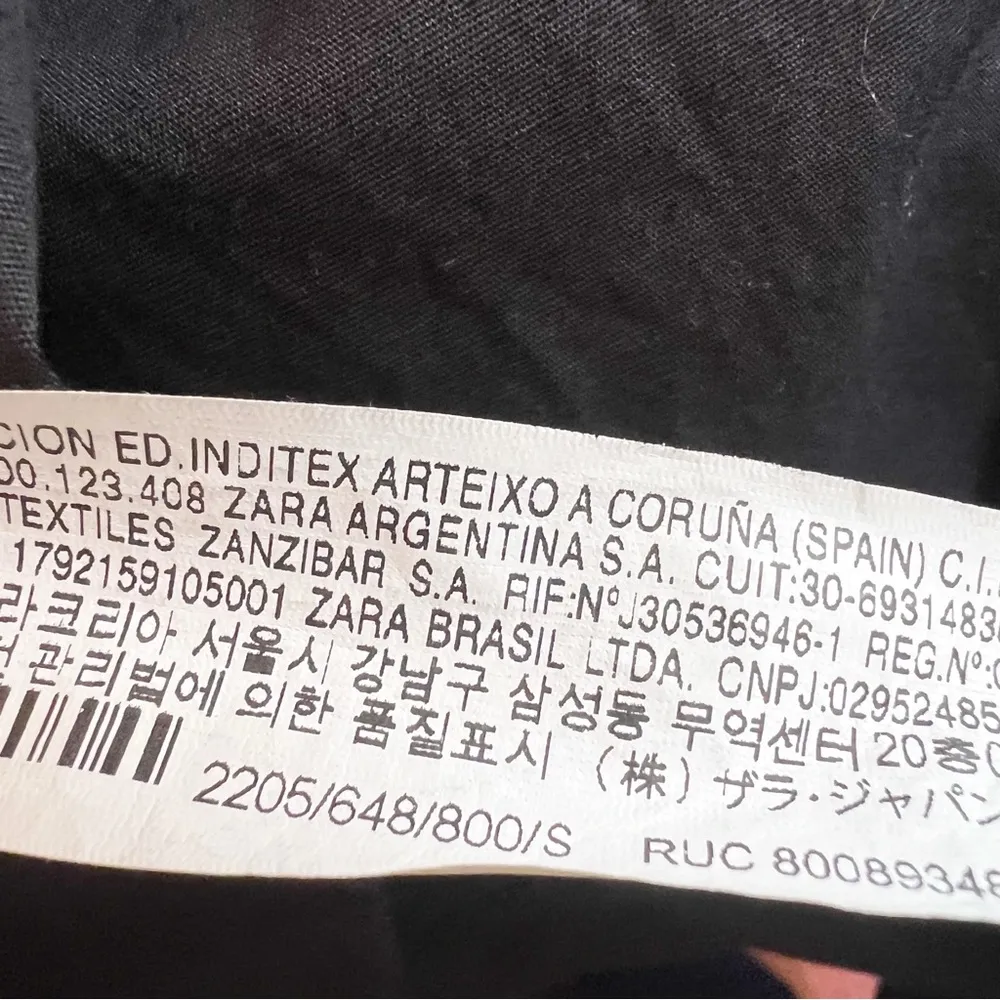 CION ED.INDITEX ARTEIXO A CORUÑA (SPAIN) C.I.
00.123.408 ZARA ARGENTINA S.A. CUIT:30-6931483
TEXTILES ZANZIBAR S.A. RIF:Nº J30536946-1 REG.Nº:
1792159105001 ZARA BRASIL LTDA. CNPJ:02952485
라코리아 서울시 강남구 삼성동 무역센터 20층
관리법에 의한 품질표시 (株) ザラ・ジャパン
2205/648/800/S RUC 80089348